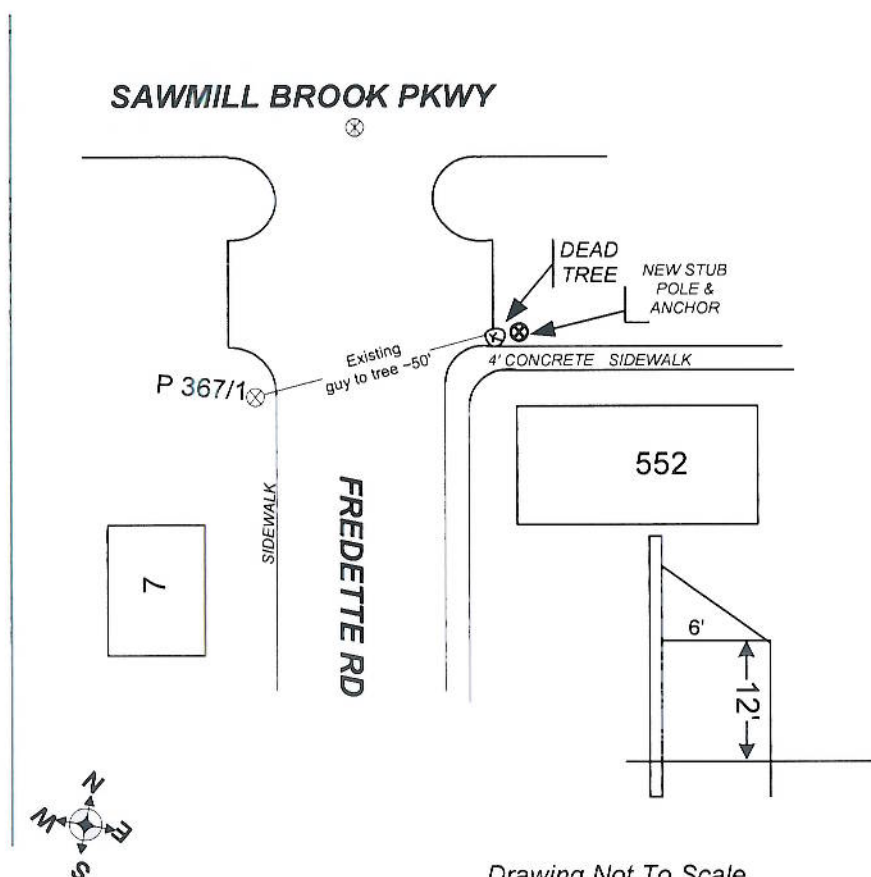 SAWMILL BROOK PKWY
DEAD
TREE
NEW STUB
POLE &
ANCHOR
Existing
guy to tree ~50'
4' CONCRETE SIDEWALK
P 367/1
552
SIDEWALK
FREDETTE RD
7
6'
12'
N
W
E
S
Drawing Not To Scale